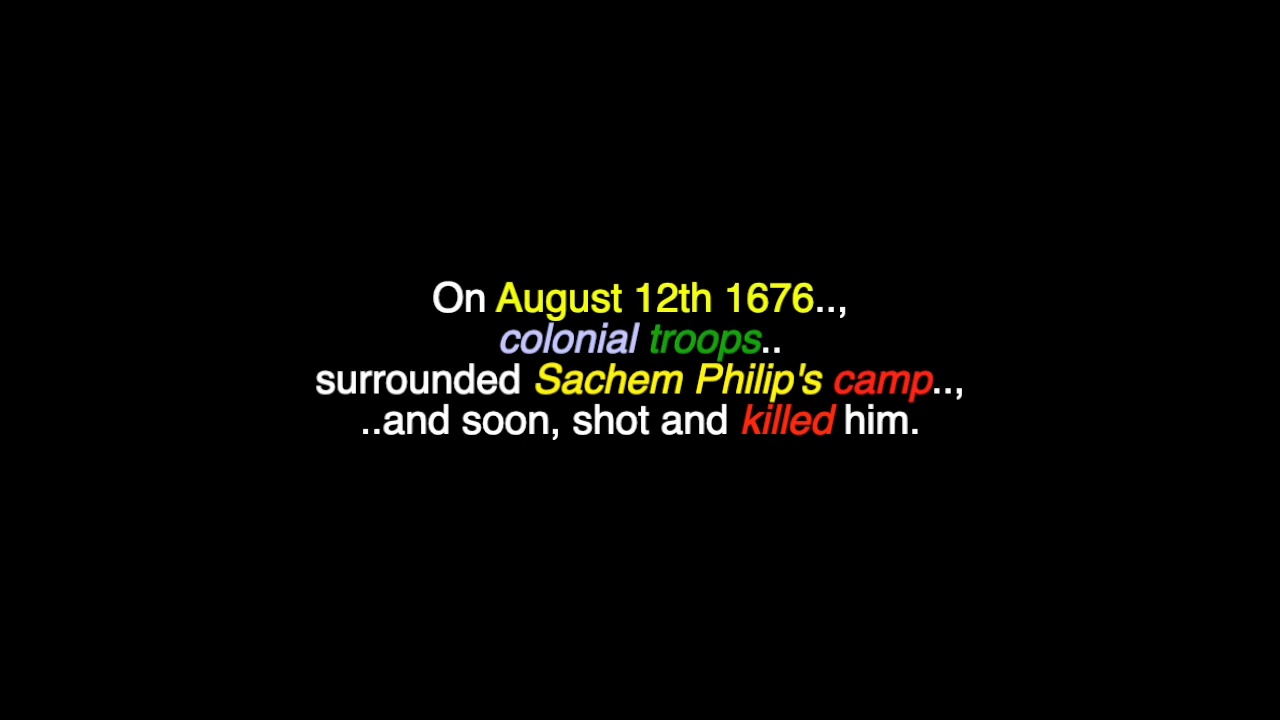 On August 12th 1676..,
colonial troops..
surrounded Sachem Philip's camp..,
..and soon, shot and killed him.